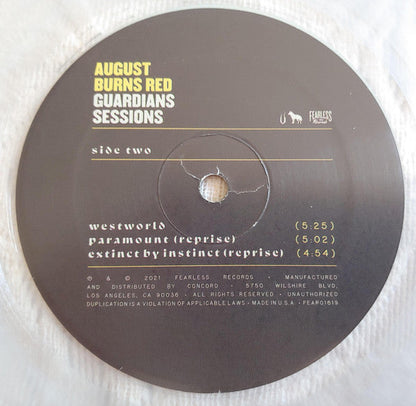 AUGUST
BURNS RED
GUARDIANS
SESSIONS
FEARLESS
side two
westworld (5:25)
paramount (reprise) (5:02)
extinct by instinct (reprise) (4:54)
℗ & © 2021 FEARLESS RECORDS • MANUFACTURED
AND DISTRIBUTED BY CONCORD • 5750 WILSHIRE BLVD,
LOS ANGELES, CA 90036 • ALL RIGHTS RESERVED • UNAUTHORIZED
DUPLICATION IS A VIOLATION OF APPLICABLE LAWS • MADE IN U.S.A • FEAR01619